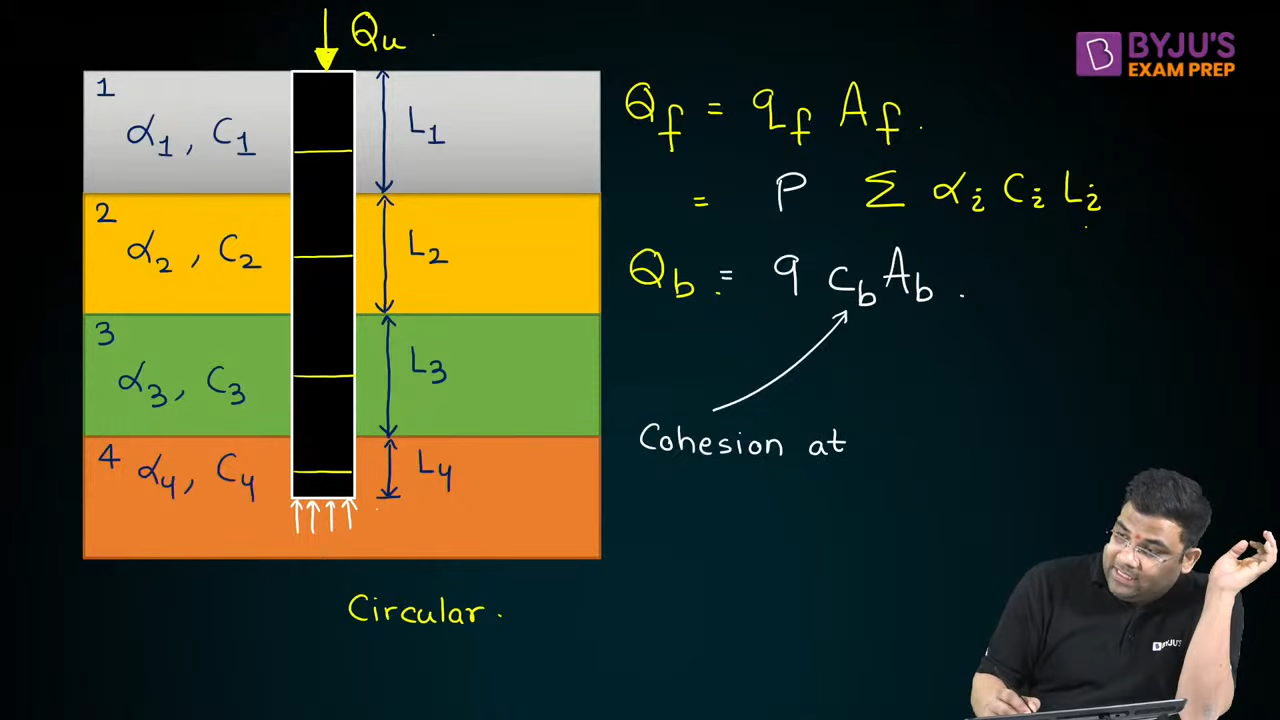 Qu
BYJU'S
EXAM PREP
1
α1, C1
L1
2
α2, C2
L2
3
α3, C3
L3
4 α4, C4
L4
Circular.
Qf = qf Af.
= P Σ αi Ci Li
Qb = 9 cb Ab.
Cohesion at
BYJU'S